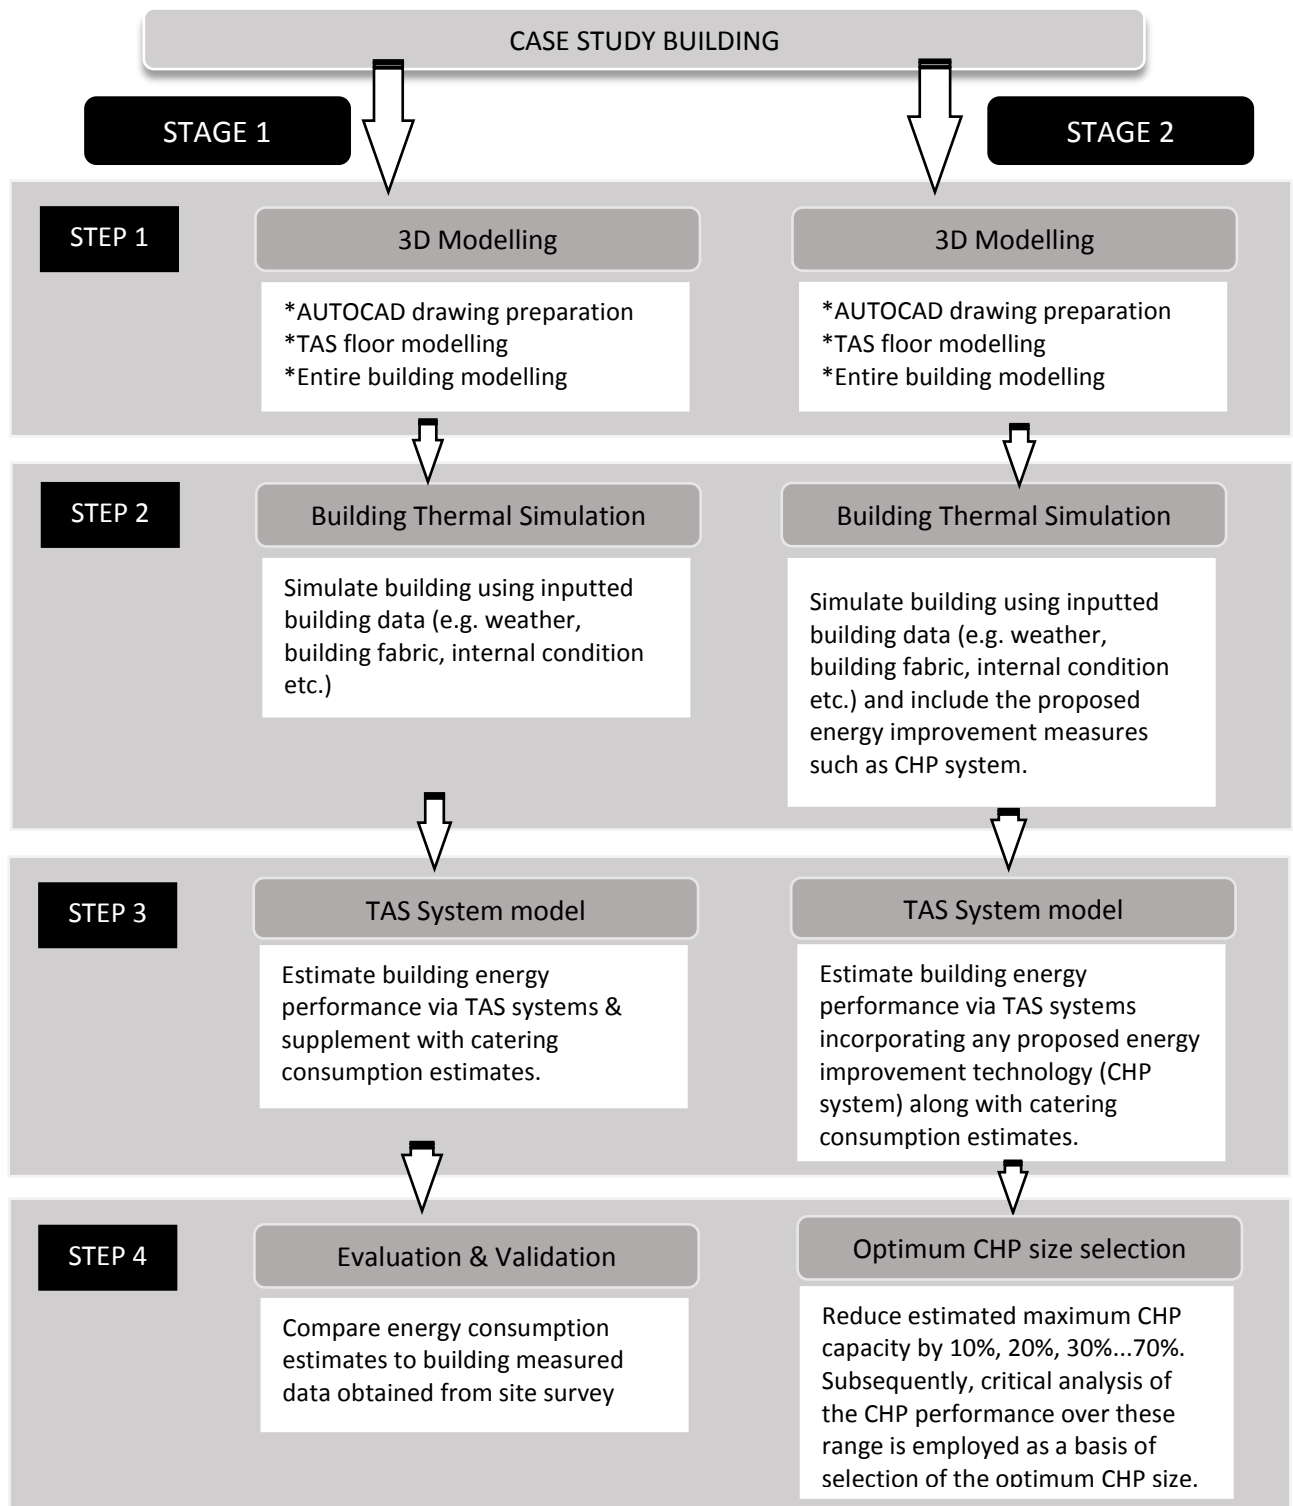 CASE STUDY BUILDING
STAGE 1
STAGE 2
STEP 1
3D Modelling
*AUTOCAD drawing preparation
*TAS floor modelling
*Entire building modelling
3D Modelling
*AUTOCAD drawing preparation
*TAS floor modelling
*Entire building modelling
STEP 2
Building Thermal Simulation
Simulate building using inputted
building data (e.g. weather,
building fabric, internal condition
etc.)
Building Thermal Simulation
Simulate building using inputted
building data (e.g. weather,
building fabric, internal condition
etc.) and include the proposed
energy improvement measures
such as CHP system.
STEP 3
TAS System model
Estimate building energy
performance via TAS systems &
supplement with catering
consumption estimates.
TAS System model
Estimate building energy
performance via TAS systems
incorporating any proposed energy
improvement technology (CHP
system) along with catering
consumption estimates.
STEP 4
Evaluation & Validation
Compare energy consumption
estimates to building measured
data obtained from site survey
Optimum CHP size selection
Reduce estimated maximum CHP
capacity by 10%, 20%, 30%...70%.
Subsequently, critical analysis of
the CHP performance over these
range is employed as a basis of
selection of the optimum CHP size.